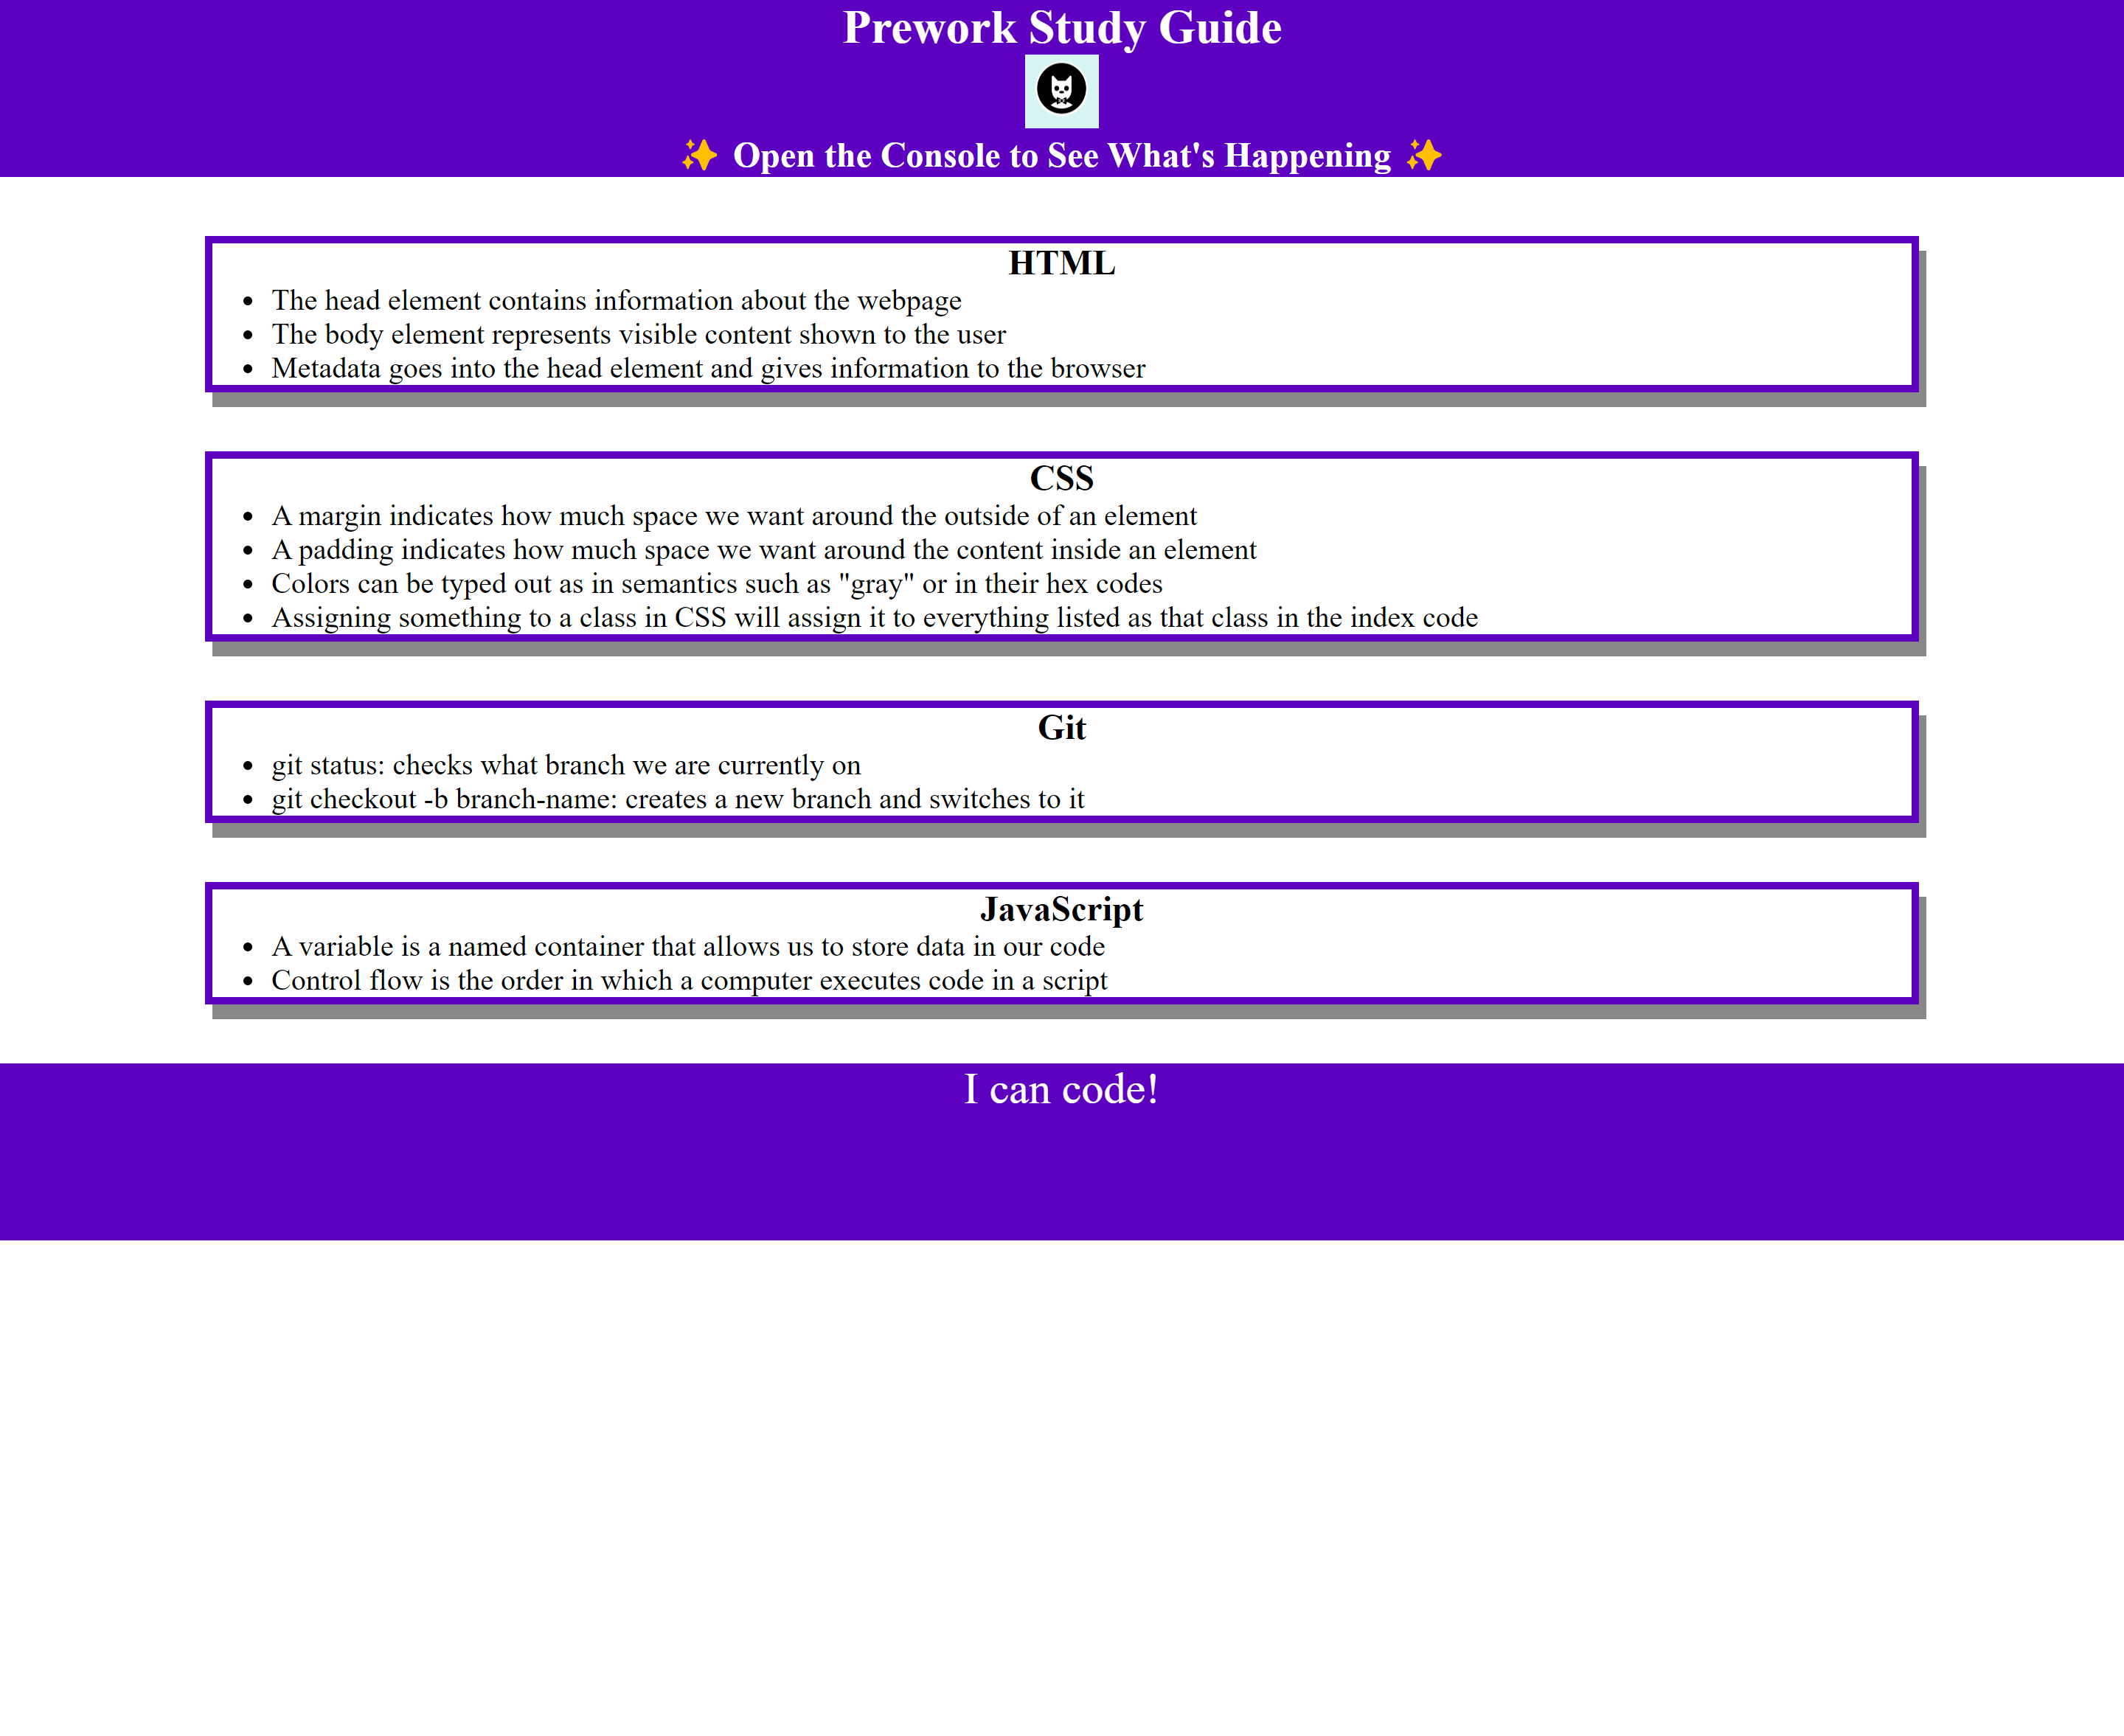 Prework Study Guide
✨ Open the Console to See What's Happening ✨
HTML
• The head element contains information about the webpage
• The body element represents visible content shown to the user
• Metadata goes into the head element and gives information to the browser
CSS
• A margin indicates how much space we want around the outside of an element
• A padding indicates how much space we want around the content inside an element
• Colors can be typed out as in semantics such as "gray" or in their hex codes
• Assigning something to a class in CSS will assign it to everything listed as that class in the index code
Git
• git status: checks what branch we are currently on
• git checkout -b branch-name: creates a new branch and switches to it
JavaScript
• A variable is a named container that allows us to store data in our code
• Control flow is the order in which a computer executes code in a script
I can code!